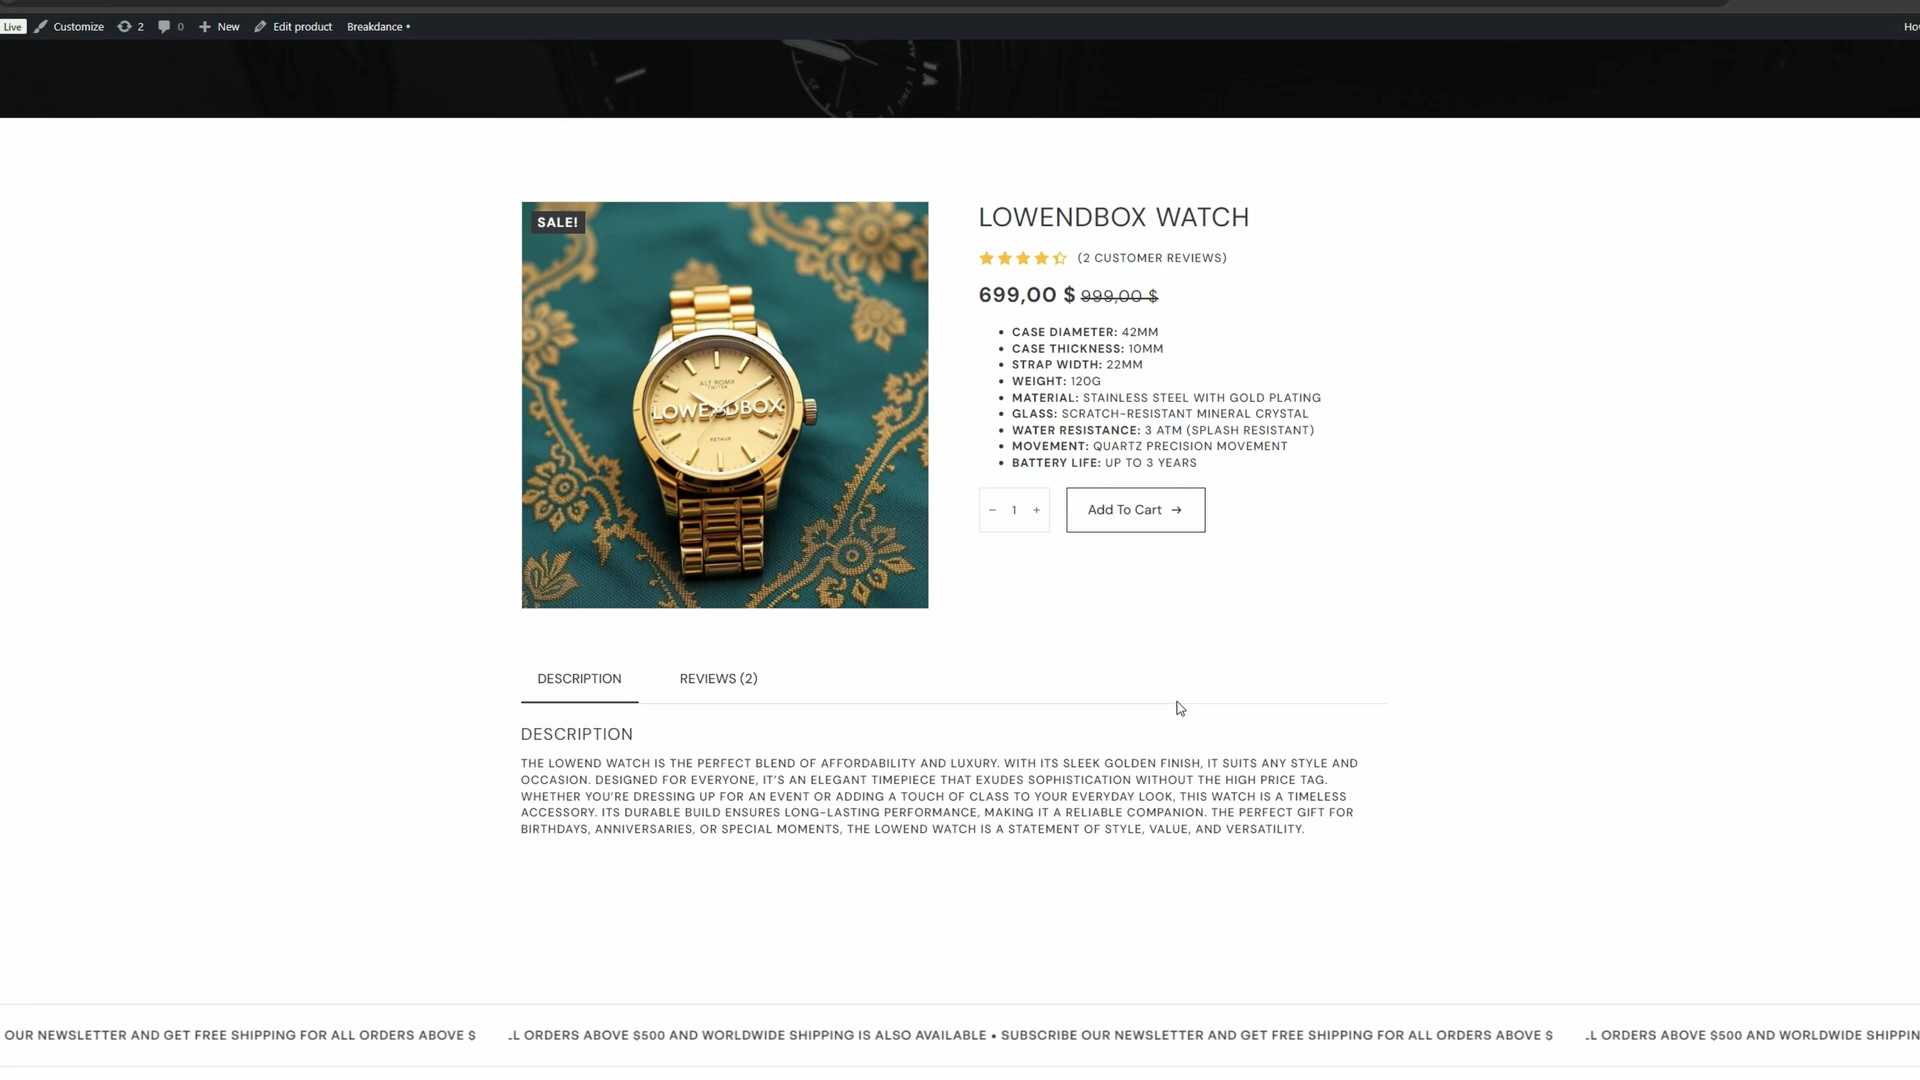 Live Customize 2 0 New Edit product Breakdance
SALE!
ALT ROMX
LOWENDBOX
LOWENDBOX WATCH
(2 CUSTOMER REVIEWS)
699,00 $ 999,00 $
• CASE DIAMETER: 42MM
• CASE THICKNESS: 10MM
• STRAP WIDTH: 22MM
• WEIGHT: 120G
• MATERIAL: STAINLESS STEEL WITH GOLD PLATING
• GLASS: SCRATCH-RESISTANT MINERAL CRYSTAL
• WATER RESISTANCE: 3 ATM (SPLASH RESISTANT)
• MOVEMENT: QUARTZ PRECISION MOVEMENT
• BATTERY LIFE: UP TO 3 YEARS
− 1 + Add To Cart →
DESCRIPTION REVIEWS (2)
DESCRIPTION
THE LOWEND WATCH IS THE PERFECT BLEND OF AFFORDABILITY AND LUXURY. WITH ITS SLEEK GOLDEN FINISH, IT SUITS ANY STYLE AND
OCCASION. DESIGNED FOR EVERYONE, IT'S AN ELEGANT TIMEPIECE THAT EXUDES SOPHISTICATION WITHOUT THE HIGH PRICE TAG.
WHETHER YOU'RE DRESSING UP FOR AN EVENT OR ADDING A TOUCH OF CLASS TO YOUR EVERYDAY LOOK, THIS WATCH IS A TIMELESS
ACCESSORY. ITS DURABLE BUILD ENSURES LONG-LASTING PERFORMANCE, MAKING IT A RELIABLE COMPANION. THE PERFECT GIFT FOR
BIRTHDAYS, ANNIVERSARIES, OR SPECIAL MOMENTS, THE LOWEND WATCH IS A STATEMENT OF STYLE, VALUE, AND VERSATILITY.
OUR NEWSLETTER AND GET FREE SHIPPING FOR ALL ORDERS ABOVE $ L ORDERS ABOVE $500 AND WORLDWIDE SHIPPING IS ALSO AVAILABLE • SUBSCRIBE OUR NEWSLETTER AND GET FREE SHIPPING FOR ALL ORDERS ABOVE $ L ORDERS ABOVE $500 AND WORLDWIDE SHIPPIN